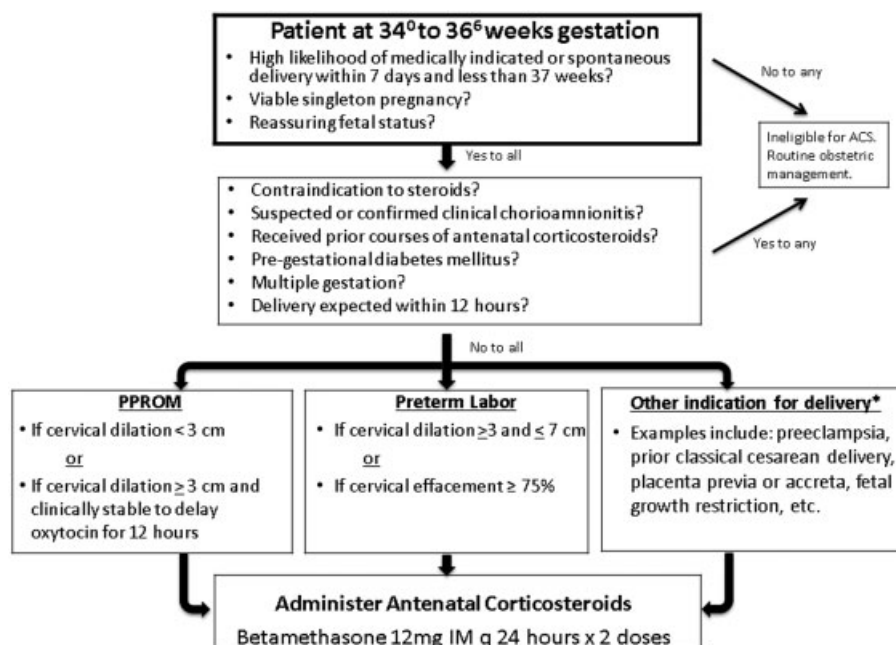 Patient at 34⁰ to 36⁶ weeks gestation
• High likelihood of medically indicated or spontaneous
delivery within 7 days and less than 37 weeks?
• Viable singleton pregnancy?
• Reassuring fetal status?
No to any
Ineligible for ACS.
Routine obstetric
management.
Yes to all
• Contraindication to steroids?
• Suspected or confirmed clinical chorioamnionitis?
• Received prior courses of antenatal corticosteroids?
• Pre-gestational diabetes mellitus?
• Multiple gestation?
• Delivery expected within 12 hours?
Yes to any
No to all
PPROM
• If cervical dilation < 3 cm
or
• If cervical dilation ≥ 3 cm and
clinically stable to delay
oxytocin for 12 hours
Preterm Labor
• If cervical dilation ≥3 and ≤ 7 cm
or
• If cervical effacement ≥ 75%
Other indication for delivery*
• Examples include: preeclampsia,
prior classical cesarean delivery,
placenta previa or accreta, fetal
growth restriction, etc.
Administer Antenatal Corticosteroids
Betamethasone 12mg IM q 24 hours x 2 doses